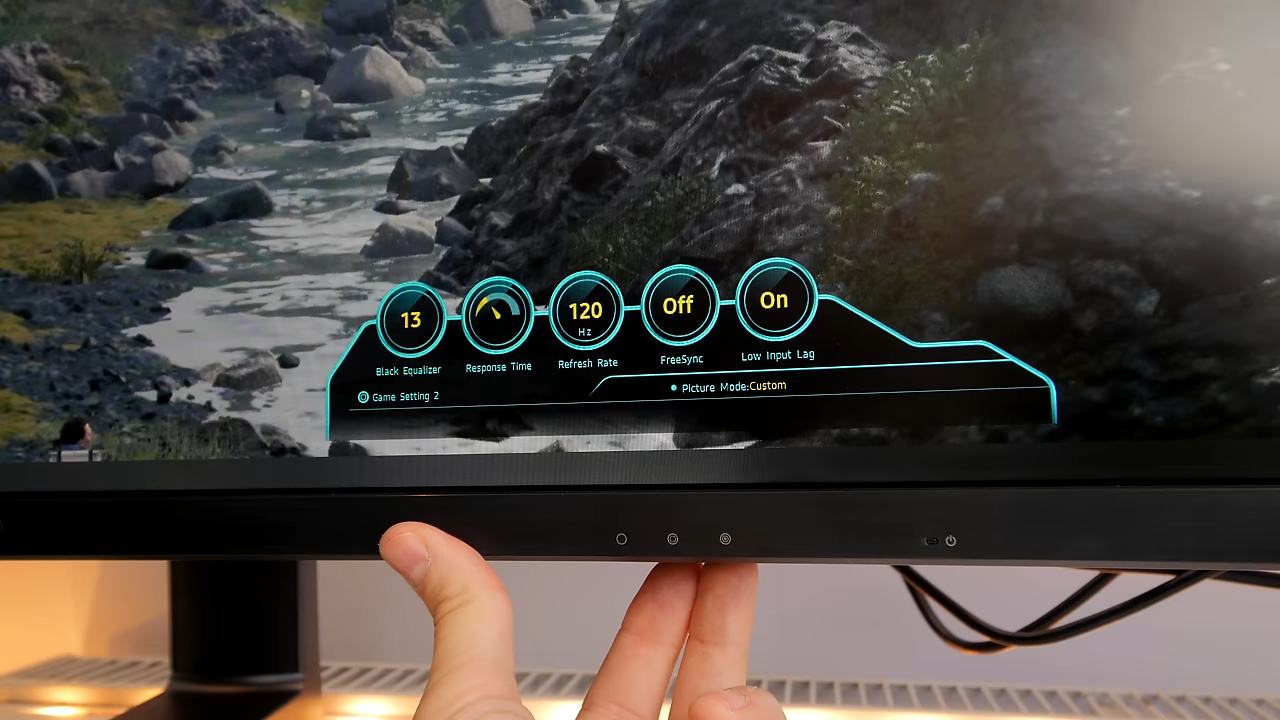 13
120
Hz
Off
On
Black Equalizer
Response Time
Refresh Rate
FreeSync
Low Input Lag
Game Setting 2
Picture Mode:Custom